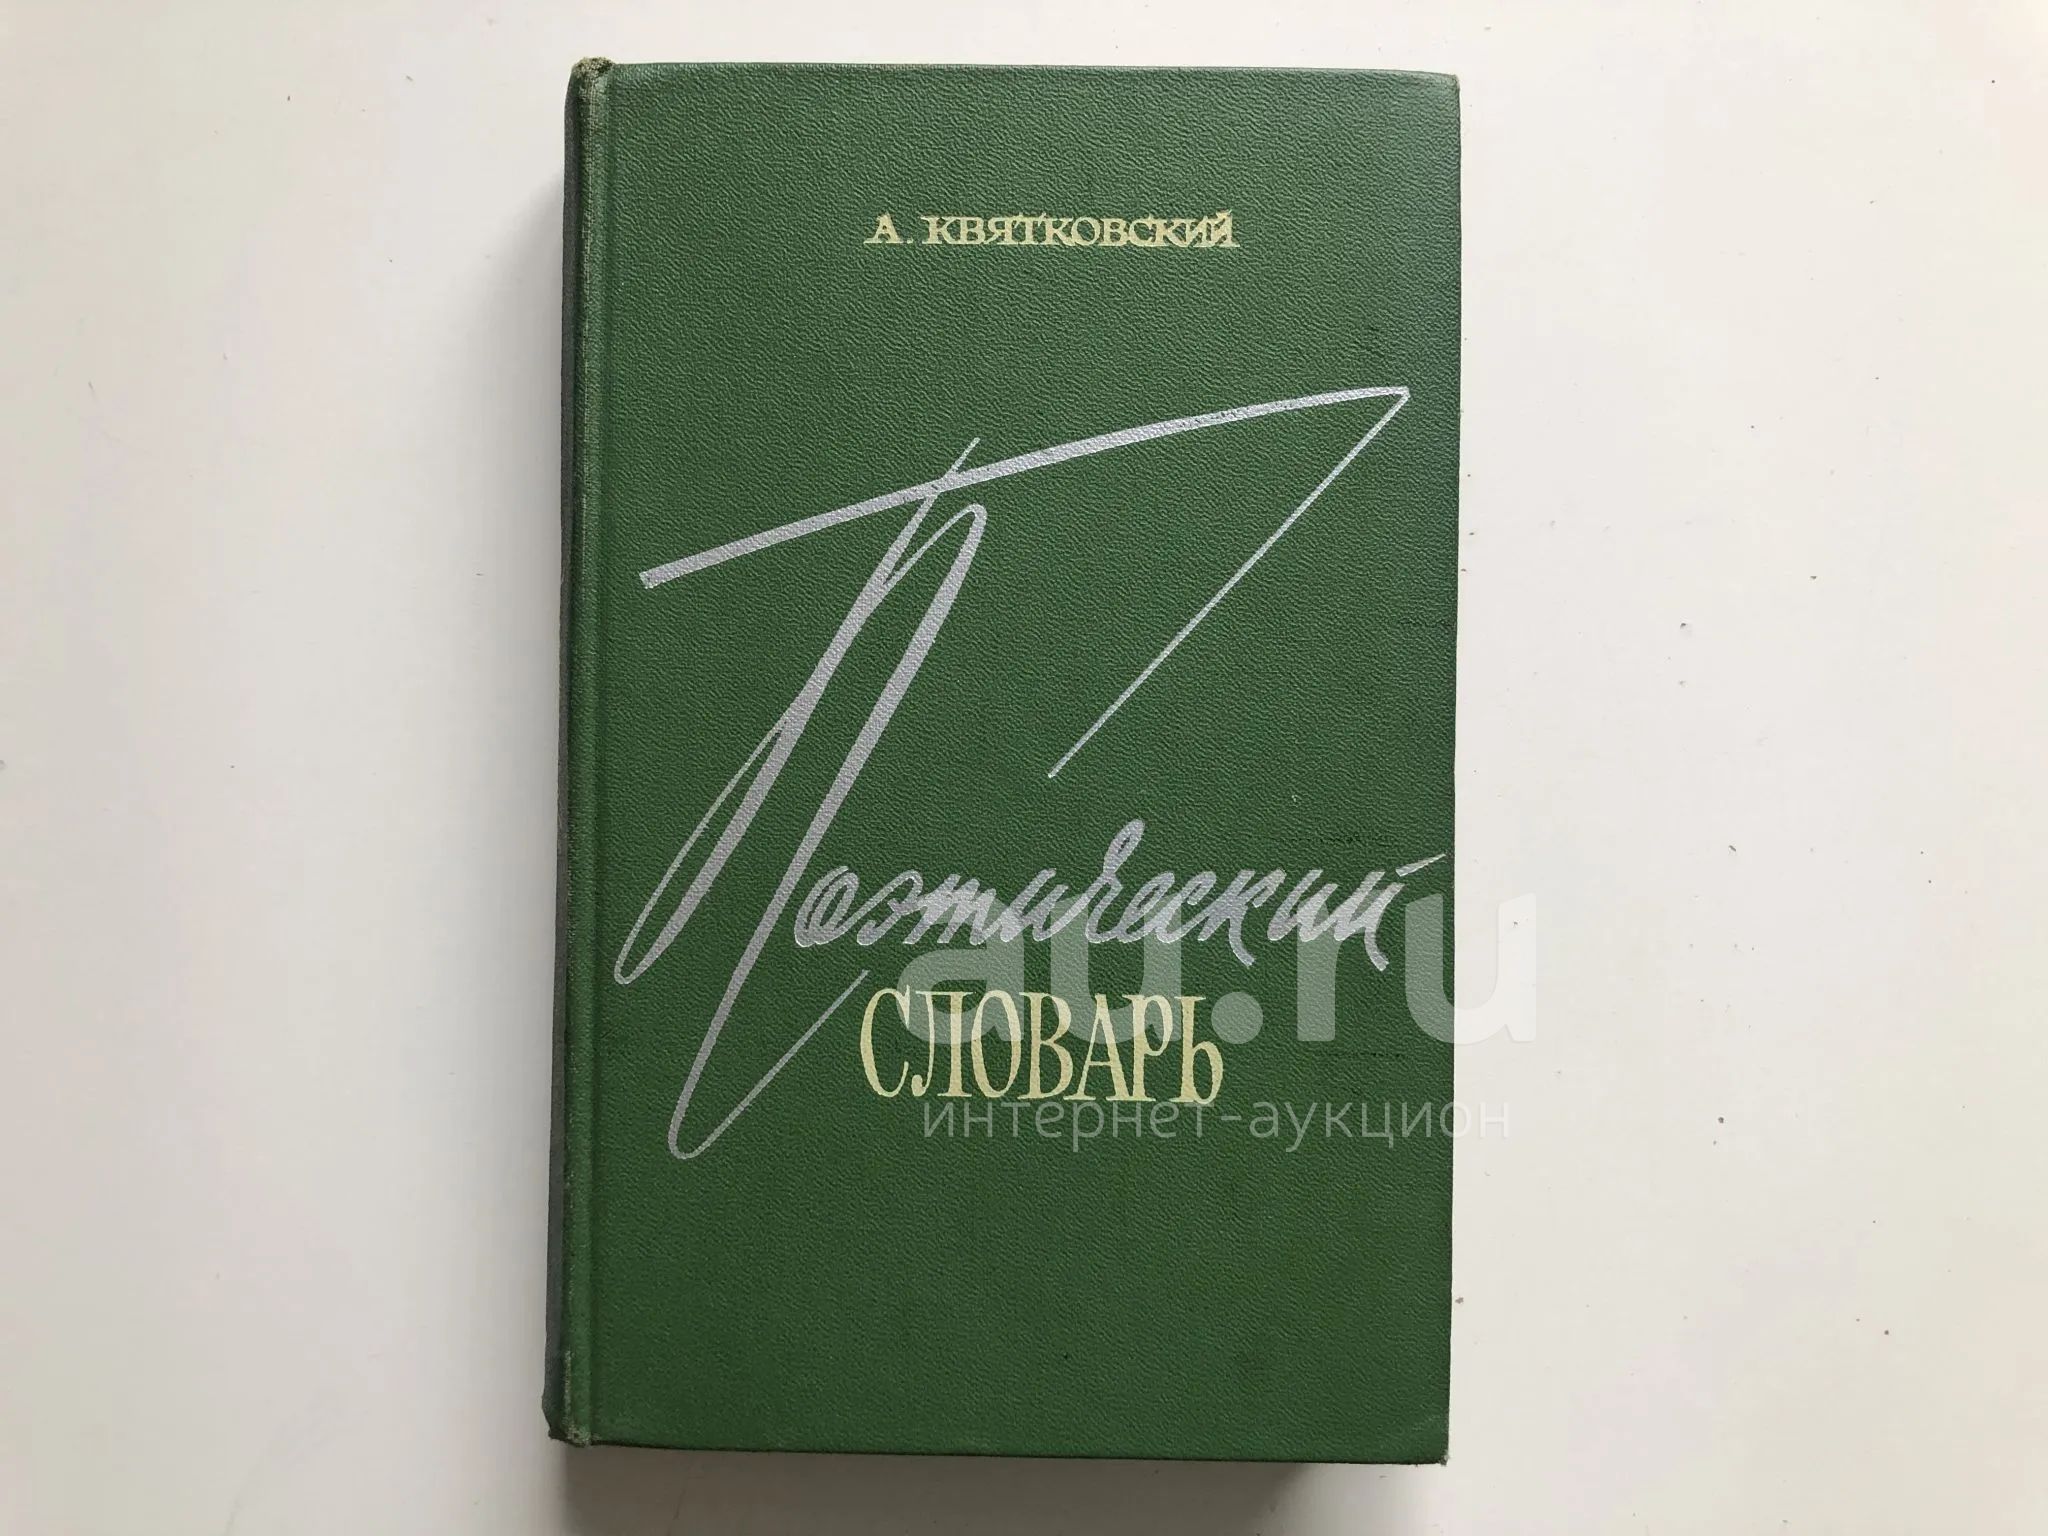 А. КВЯТКОВСКИЙ
Поэтический
СЛОВАРЬ
au.ru
интернет-аукцион